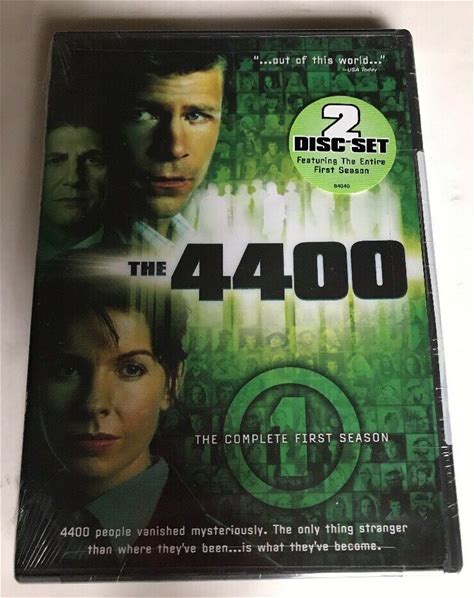 "...out of this world..."
—USA Today
2
DISC SET
Featuring The Entire
First Season
84040
THE 4400
1
THE COMPLETE FIRST SEASON
4400 people vanished mysteriously. The only thing stranger
than where they've been...is what they've become.